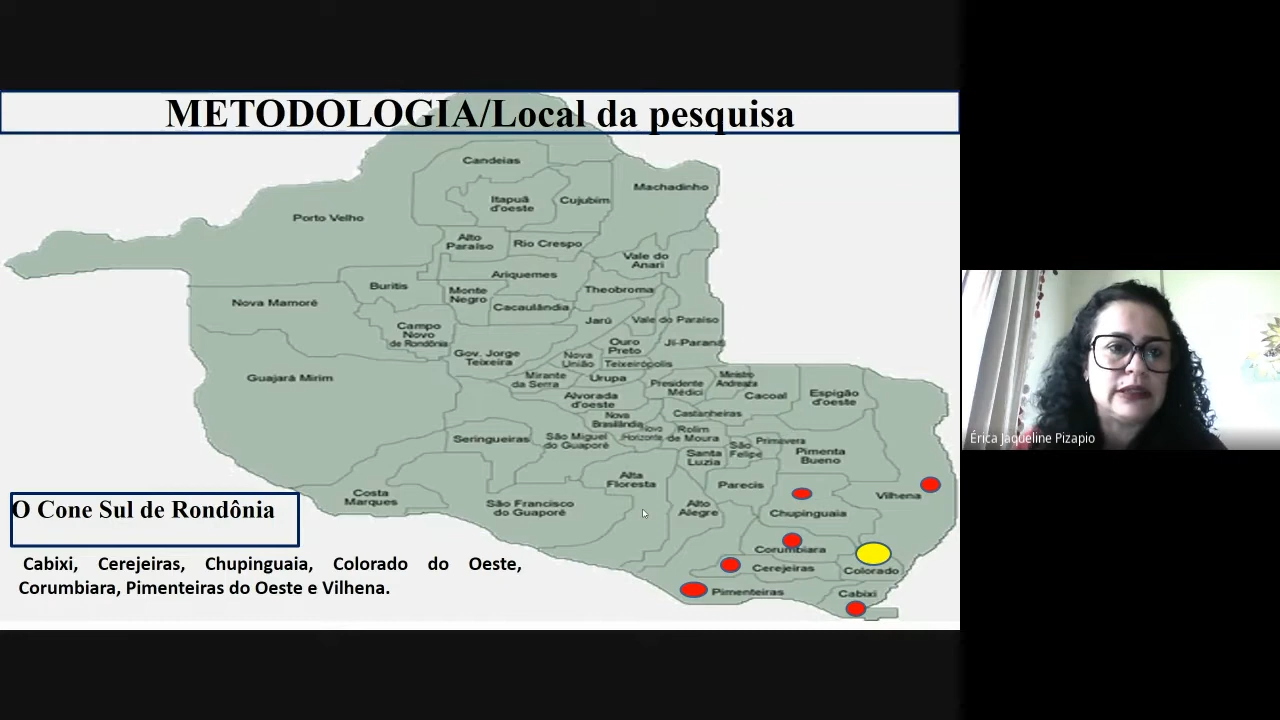 METODOLOGIA/Local da pesquisa
Candeias
Machadinho
Itapuã
d'oeste
Cujubim
Porto Velho
Alto
Paraíso
Rio Crespo
Vale do
Anari
Ariquemes
Buritis
Monte
Negro
Theobroma
Nova Mamoré
Cacaulândia
Jarú
Vale do Paraíso
Campo
Novo
de Rondônia
Ouro
Preto
Ji-Paraná
Gov. Jorge
Teixeira
Nova
União
Teixeirópolis
Guajará Mirim
Mirante
da Serra
Urupa
Presidente
Médici
Ministro
Andreazza
Cacoal
Espigão
d'oeste
Alvorada
d'oeste
Castanheiras
Nova
Brasilândia
Novo
Horizonte
Rolim
de Moura
Seringueiras
São Miguel
do Guaporé
São
Felipe
Primavera
Pimenta
Bueno
Santa
Luzia
Alta
Floresta
Parecis
Vilhena
Costa
Marques
São Francisco
do Guaporé
Alto
Alegre
Chupinguaia
Corumbiara
Cerejeiras
Colorado
Pimenteiras
Cabixi
O Cone Sul de Rondônia
Cabixi, Cerejeiras, Chupinguaia, Colorado do Oeste,
Corumbiara, Pimenteiras do Oeste e Vilhena.
Érica Jaqueline Pizapio